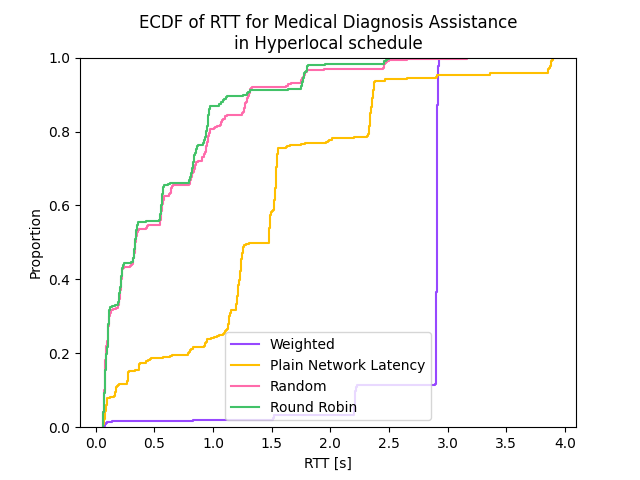 ECDF of RTT for Medical Diagnosis Assistance
in Hyperlocal schedule
1.0
0.8
0.6
0.4
0.2
0.0
Proportion
Weighted
Plain Network Latency
Random
Round Robin
0.0 0.5 1.0 1.5 2.0 2.5 3.0 3.5 4.0
RTT [s]